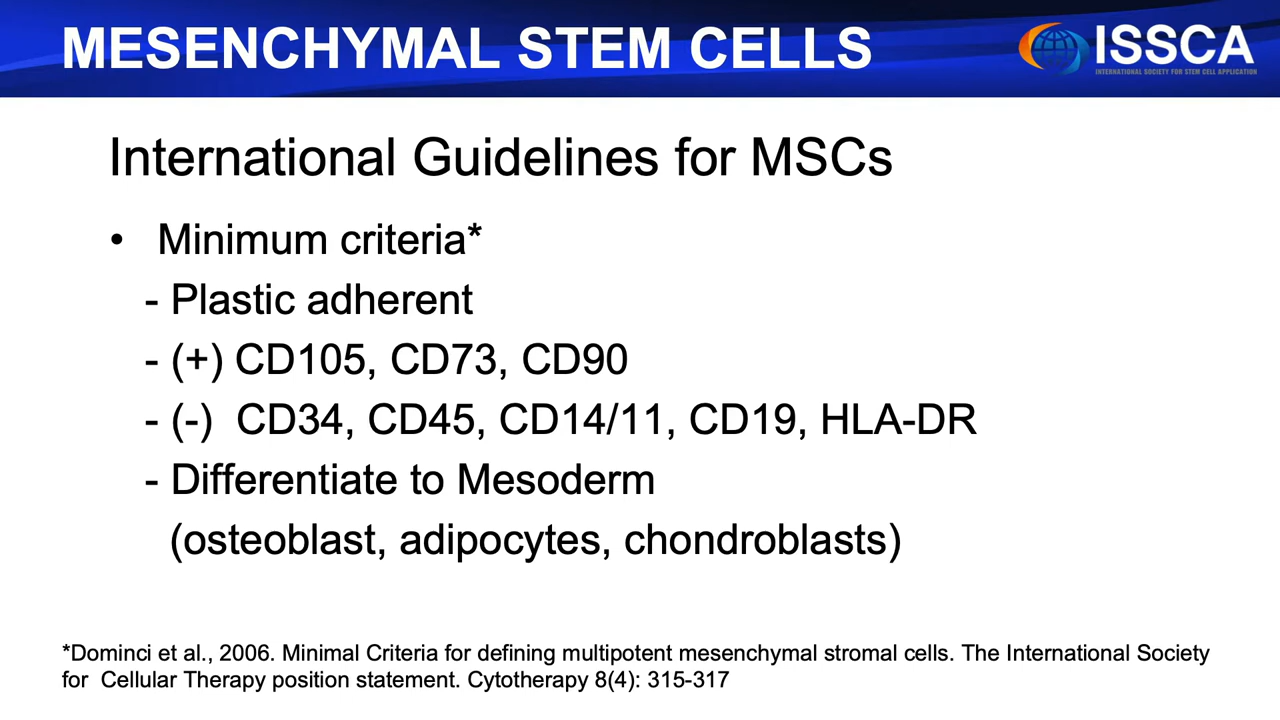 MESENCHYMAL STEM CELLS
ISSCA
INTERNATIONAL SOCIETY FOR STEM CELL APPLICATION
International Guidelines for MSCs
• Minimum criteria*
- Plastic adherent
- (+) CD105, CD73, CD90
- (-) CD34, CD45, CD14/11, CD19, HLA-DR
- Differentiate to Mesoderm
(osteoblast, adipocytes, chondroblasts)
*Dominci et al., 2006. Minimal Criteria for defining multipotent mesenchymal stromal cells. The International Society
for Cellular Therapy position statement. Cytotherapy 8(4): 315-317